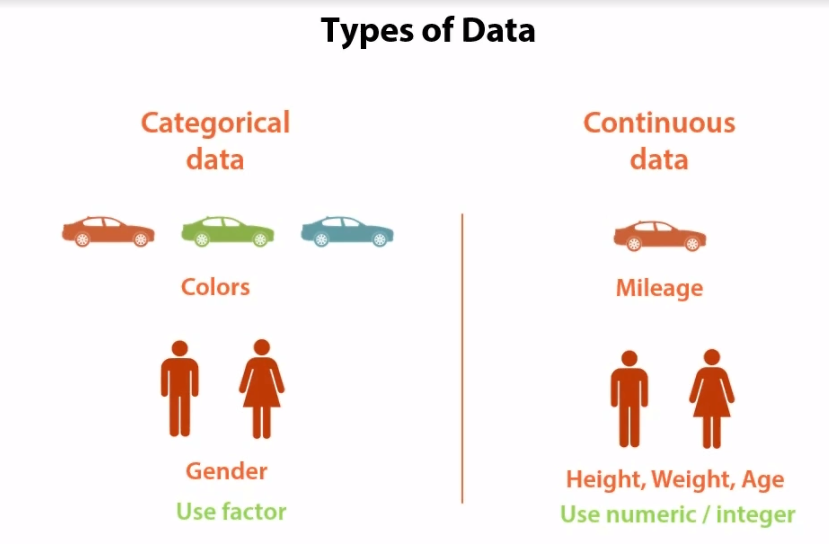 Types of Data
Categorical
data
Colors
Gender
Use factor
Continuous
data
Mileage
Height, Weight, Age
Use numeric / integer